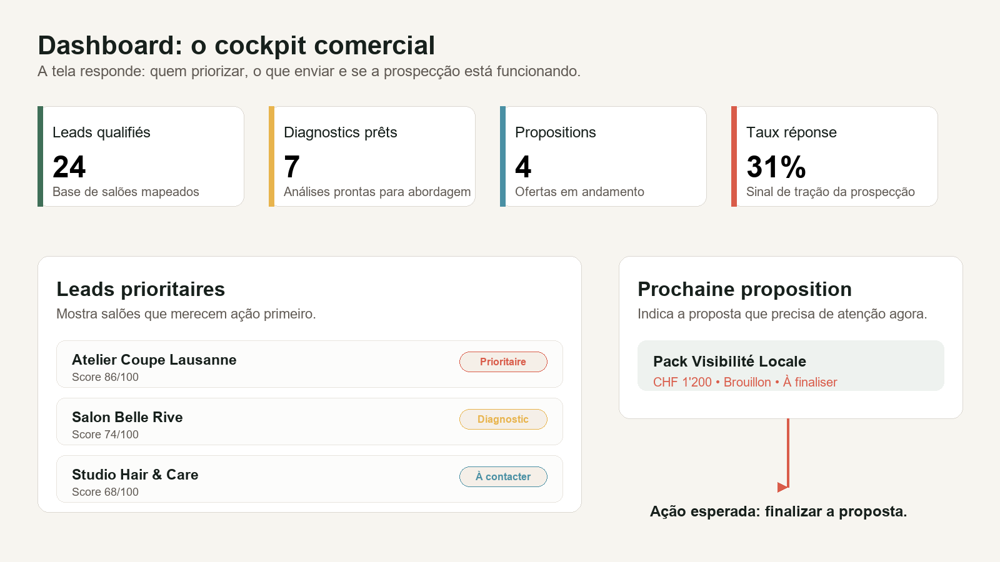 Dashboard: o cockpit comercial
A tela responde: quem priorizar, o que enviar e se a prospecção está funcionando.
Leads qualifiés
24
Base de salões mapeados
Diagnostics prêts
7
Análises prontas para abordagem
Propositions
4
Ofertas em andamento
Taux réponse
31%
Sinal de tração da prospecção
Leads prioritaires
Mostra salões que merecem ação primeiro.
Atelier Coupe Lausanne
Score 86/100
Prioritaire
Salon Belle Rive
Score 74/100
Diagnostic
Studio Hair & Care
Score 68/100
À contacter
Prochaine proposition
Indica a proposta que precisa de atenção agora.
Pack Visibilité Locale
CHF 1'200 • Brouillon • À finaliser
Ação esperada: finalizar a proposta.